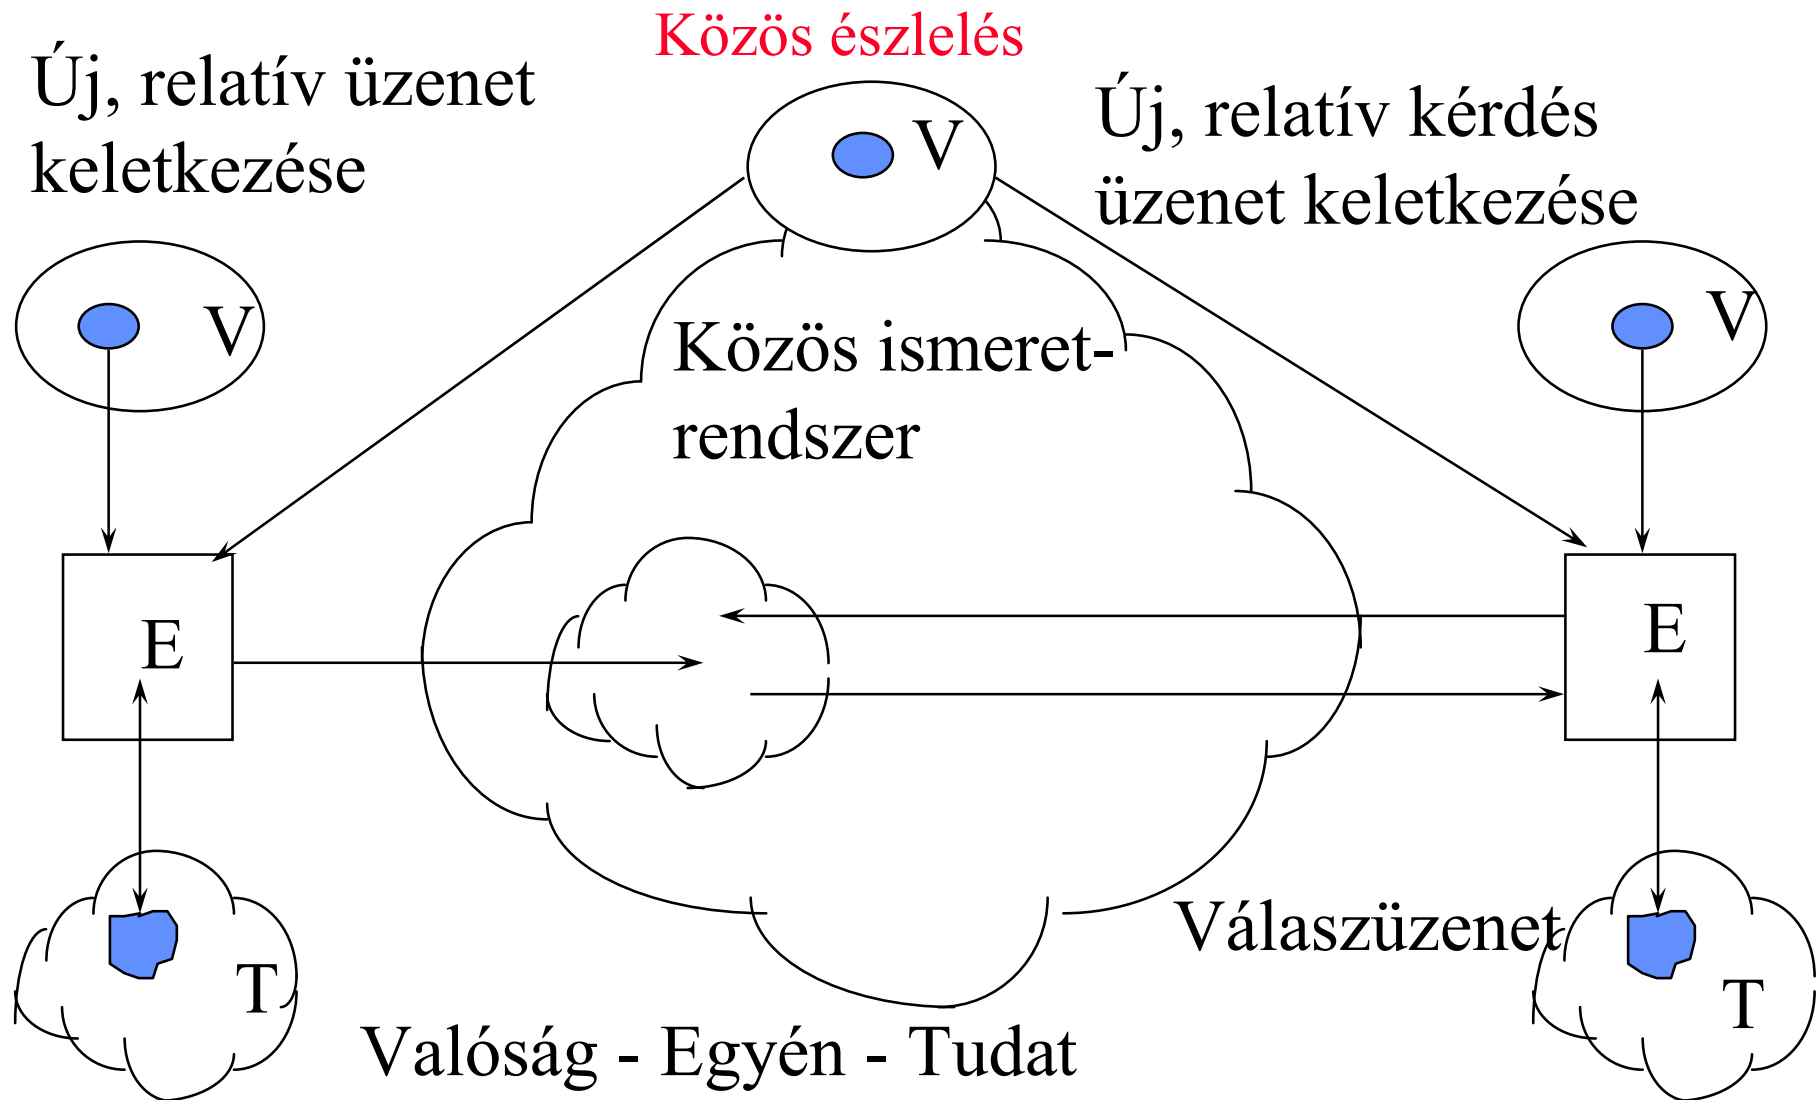 Közös észlelés
Új, relatív üzenet
keletkezése
Új, relatív kérdés
üzenet keletkezése
V
V
V
Közös ismeret-
rendszer
E
E
Válaszüzenet
T
T
Valóság - Egyén - Tudat